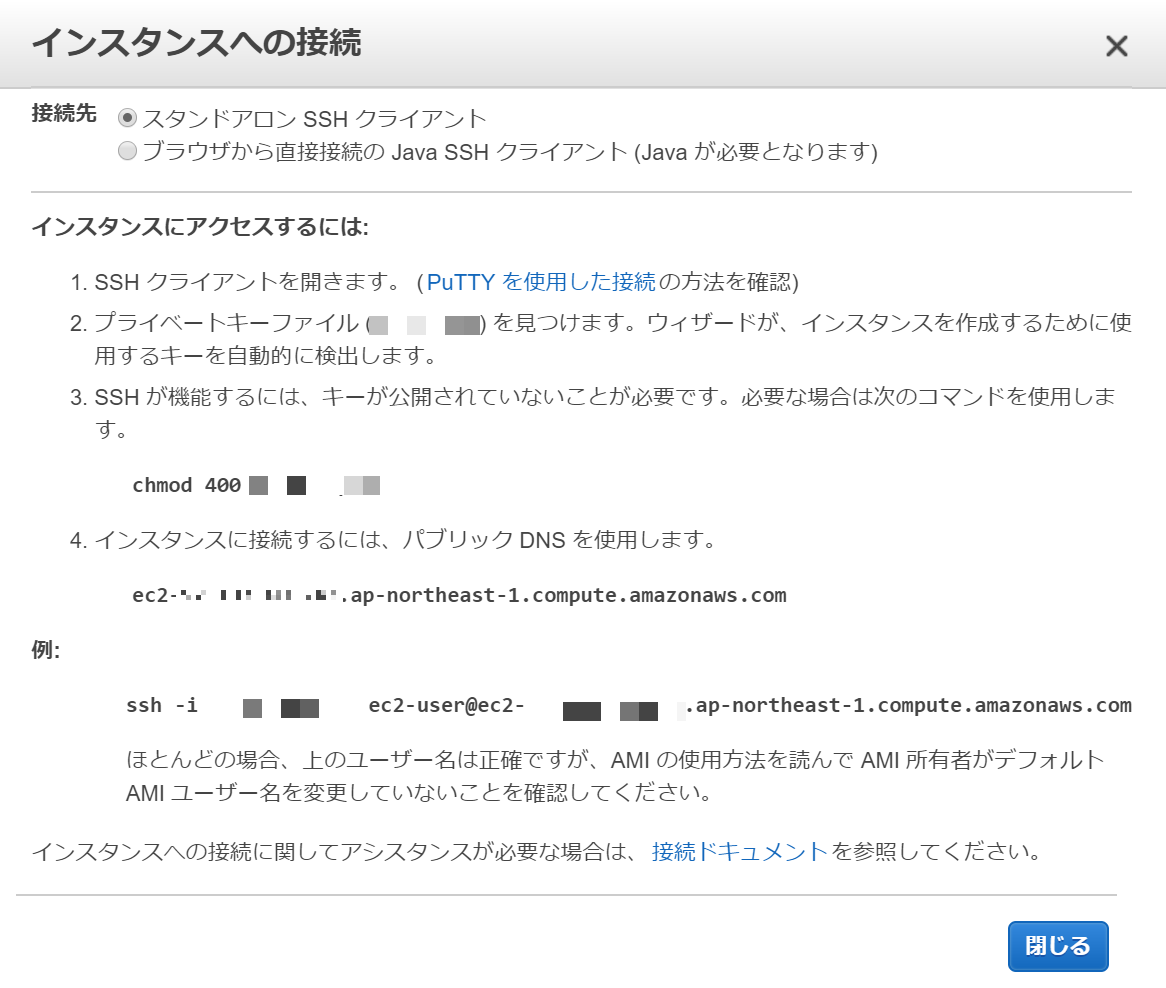 インスタンスへの接続
接続先
スタンドアロン SSH クライアント
ブラウザから直接接続の Java SSH クライアント (Java が必要となります)
インスタンスにアクセスするには:
1. SSH クライアントを開きます。 (PuTTY を使用した接続の方法を確認)
2. プライベートキーファイル ( ) を見つけます。ウィザードが、インスタンスを作成するために使
用するキーを自動的に検出します。
3. SSH が機能するには、キーが公開されていないことが必要です。必要な場合は次のコマンドを使用しま
す。
chmod 400
4. インスタンスに接続するには、パブリック DNS を使用します。
ec2- .ap-northeast-1.compute.amazonaws.com
例:
ssh -i ec2-user@ec2- .ap-northeast-1.compute.amazonaws.com
ほとんどの場合、上のユーザー名は正確ですが、AMI の使用方法を読んで AMI 所有者がデフォルト
AMI ユーザー名を変更していないことを確認してください。
インスタンスへの接続に関してアシスタンスが必要な場合は、 接続ドキュメント を参照してください。
閉じる